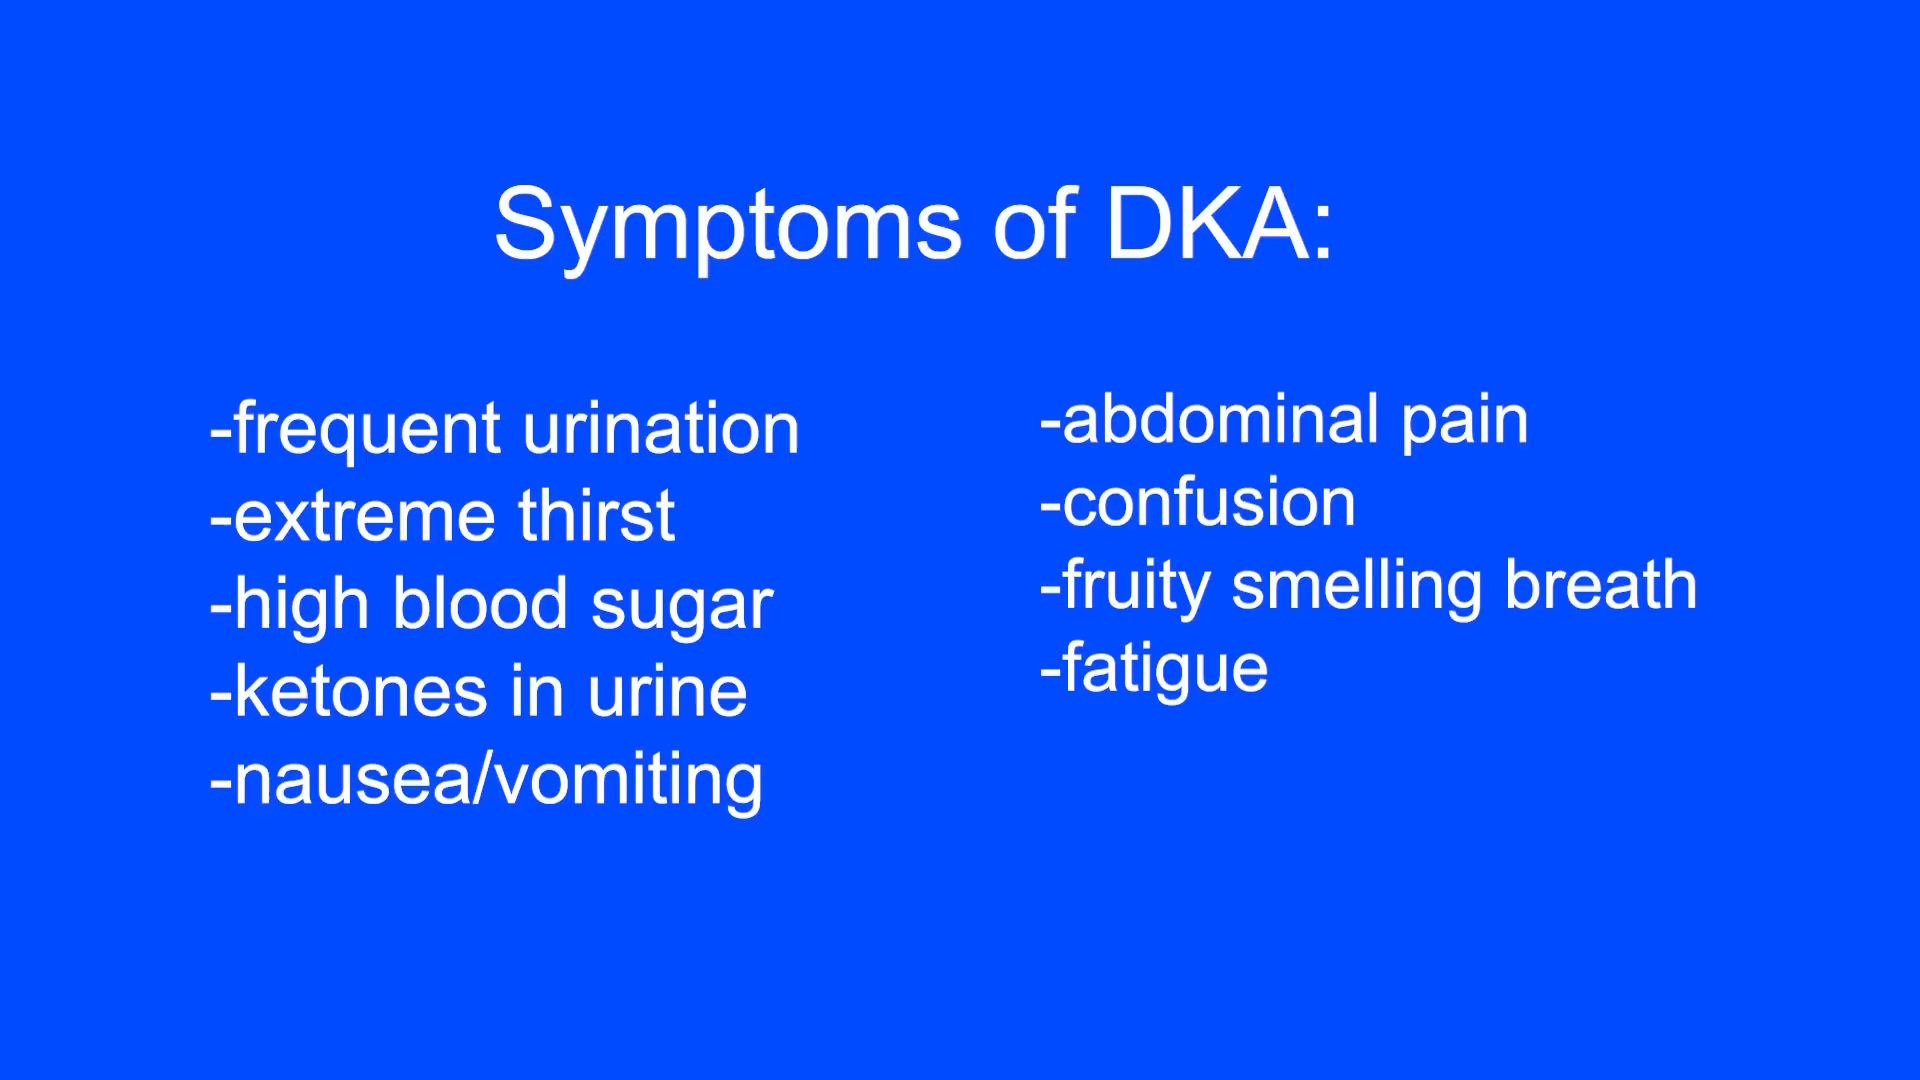 Symptoms of DKA:
-frequent urination
-extreme thirst
-high blood sugar
-ketones in urine
-nausea/vomiting
-abdominal pain
-confusion
-fruity smelling breath
-fatigue